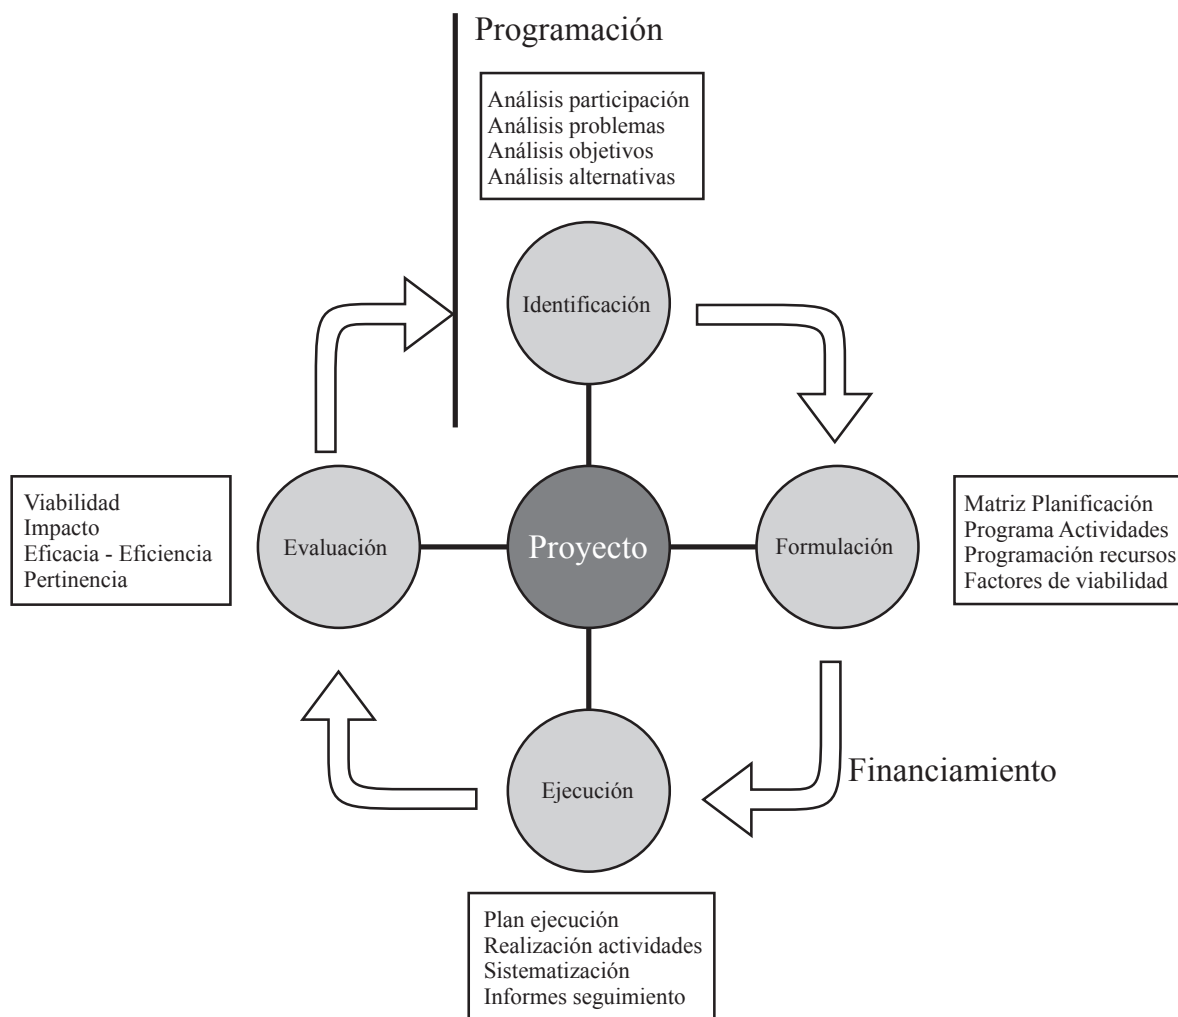 Programación
Análisis participación
Análisis problemas
Análisis objetivos
Análisis alternativas
Identificación
Viabilidad
Impacto
Eficacia - Eficiencia
Pertinencia
Evaluación
Proyecto
Formulación
Matriz Planificación
Programa Actividades
Programación recursos
Factores de viabilidad
Financiamiento
Ejecución
Plan ejecución
Realización actividades
Sistematización
Informes seguimiento